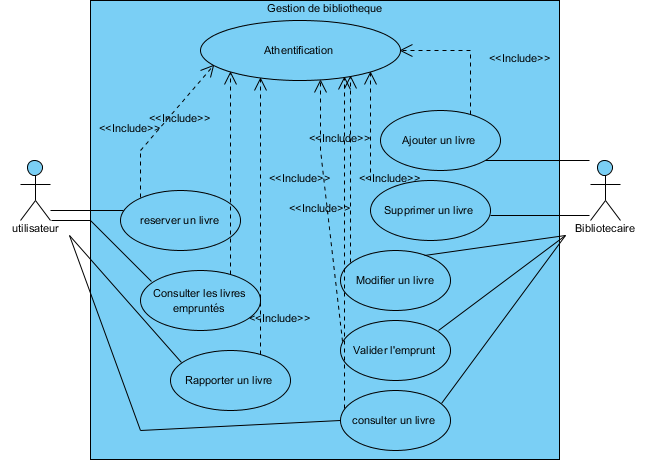 Gestion de bibliotheque
Athentification
<<Include>>
<<Include>>
<<Include>>
<<Include>>
Ajouter un livre
<<Include>>
<<Include>>
<<Include>>
Supprimer un livre
reserver un livre
utilisateur
Bibliotecaire
Modifier un livre
Consulter les livres
empruntés
<<Include>>
Valider l'emprunt
Rapporter un livre
consulter un livre